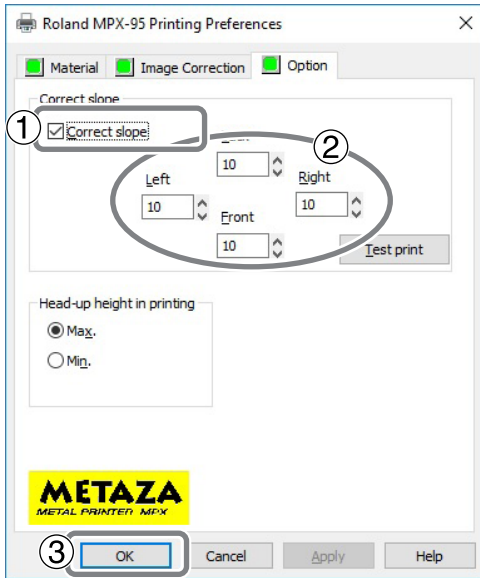 Roland MPX-95 Printing Preferences
Material
Image Correction
Option
Correct slope
① Correct slope
②
10
Left
Right
10
10
Front
10
Test print
Head-up height in printing
Max.
Min.
METAZA
METAL PRINTER MPX
③ OK
Cancel
Apply
Help